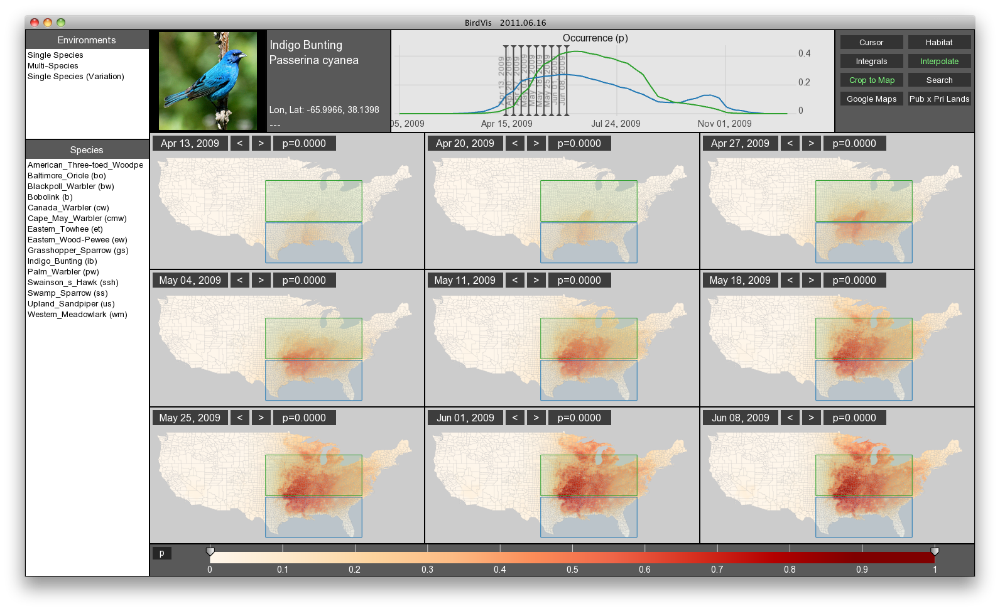 BirdVis 2011.06.16
Environments
Single Species
Multi-Species
Single Species (Variation)
Species
American_Three-toed_Woodpe
Baltimore_Oriole (bo)
Blackpoll_Warbler (bw)
Bobolink (b)
Canada_Warbler (cw)
Cape_May_Warbler (cmw)
Eastern_Towhee (et)
Eastern_Wood-Pewee (ew)
Grasshopper_Sparrow (gs)
Indigo_Bunting (ib)
Palm_Warbler (pw)
Swainson_s_Hawk (ssh)
Swamp_Sparrow (ss)
Upland_Sandpiper (us)
Western_Meadowlark (wm)
Indigo Bunting
Passerina cyanea
Lon, Lat: -65.9966, 38.1398
---
Occurrence (p)
0.4
0.2
0
Apr 13, 2009
Apr 20, 2009
Apr 27, 2009
May 04, 2009
May 11, 2009
May 18, 2009
May 25, 2009
Jun 01, 2009
Jun 08, 2009
05, 2009 Apr 15, 2009 Jul 24, 2009 Nov 01, 2009
Cursor Habitat
Integrals Interpolate
Crop to Map Search
Google Maps Pub x Pri Lands
Apr 13, 2009 < > p=0.0000
Apr 20, 2009 < > p=0.0000
Apr 27, 2009 < > p=0.0000
May 04, 2009 < > p=0.0000
May 11, 2009 < > p=0.0000
May 18, 2009 < > p=0.0000
May 25, 2009 < > p=0.0000
Jun 01, 2009 < > p=0.0000
Jun 08, 2009 < > p=0.0000
p
0 0.1 0.2 0.3 0.4 0.5 0.6 0.7 0.8 0.9 1